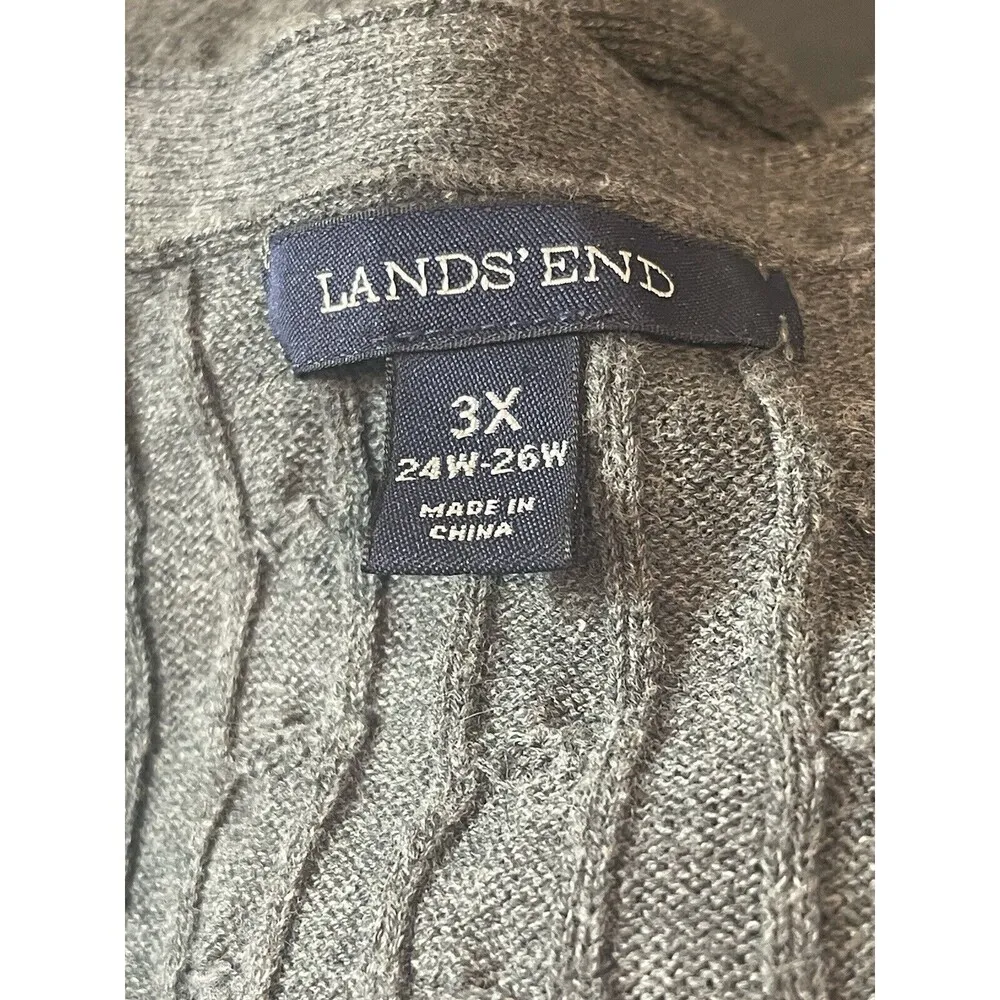 LANDS' END
3X
24W-26W
MADE IN
CHINA